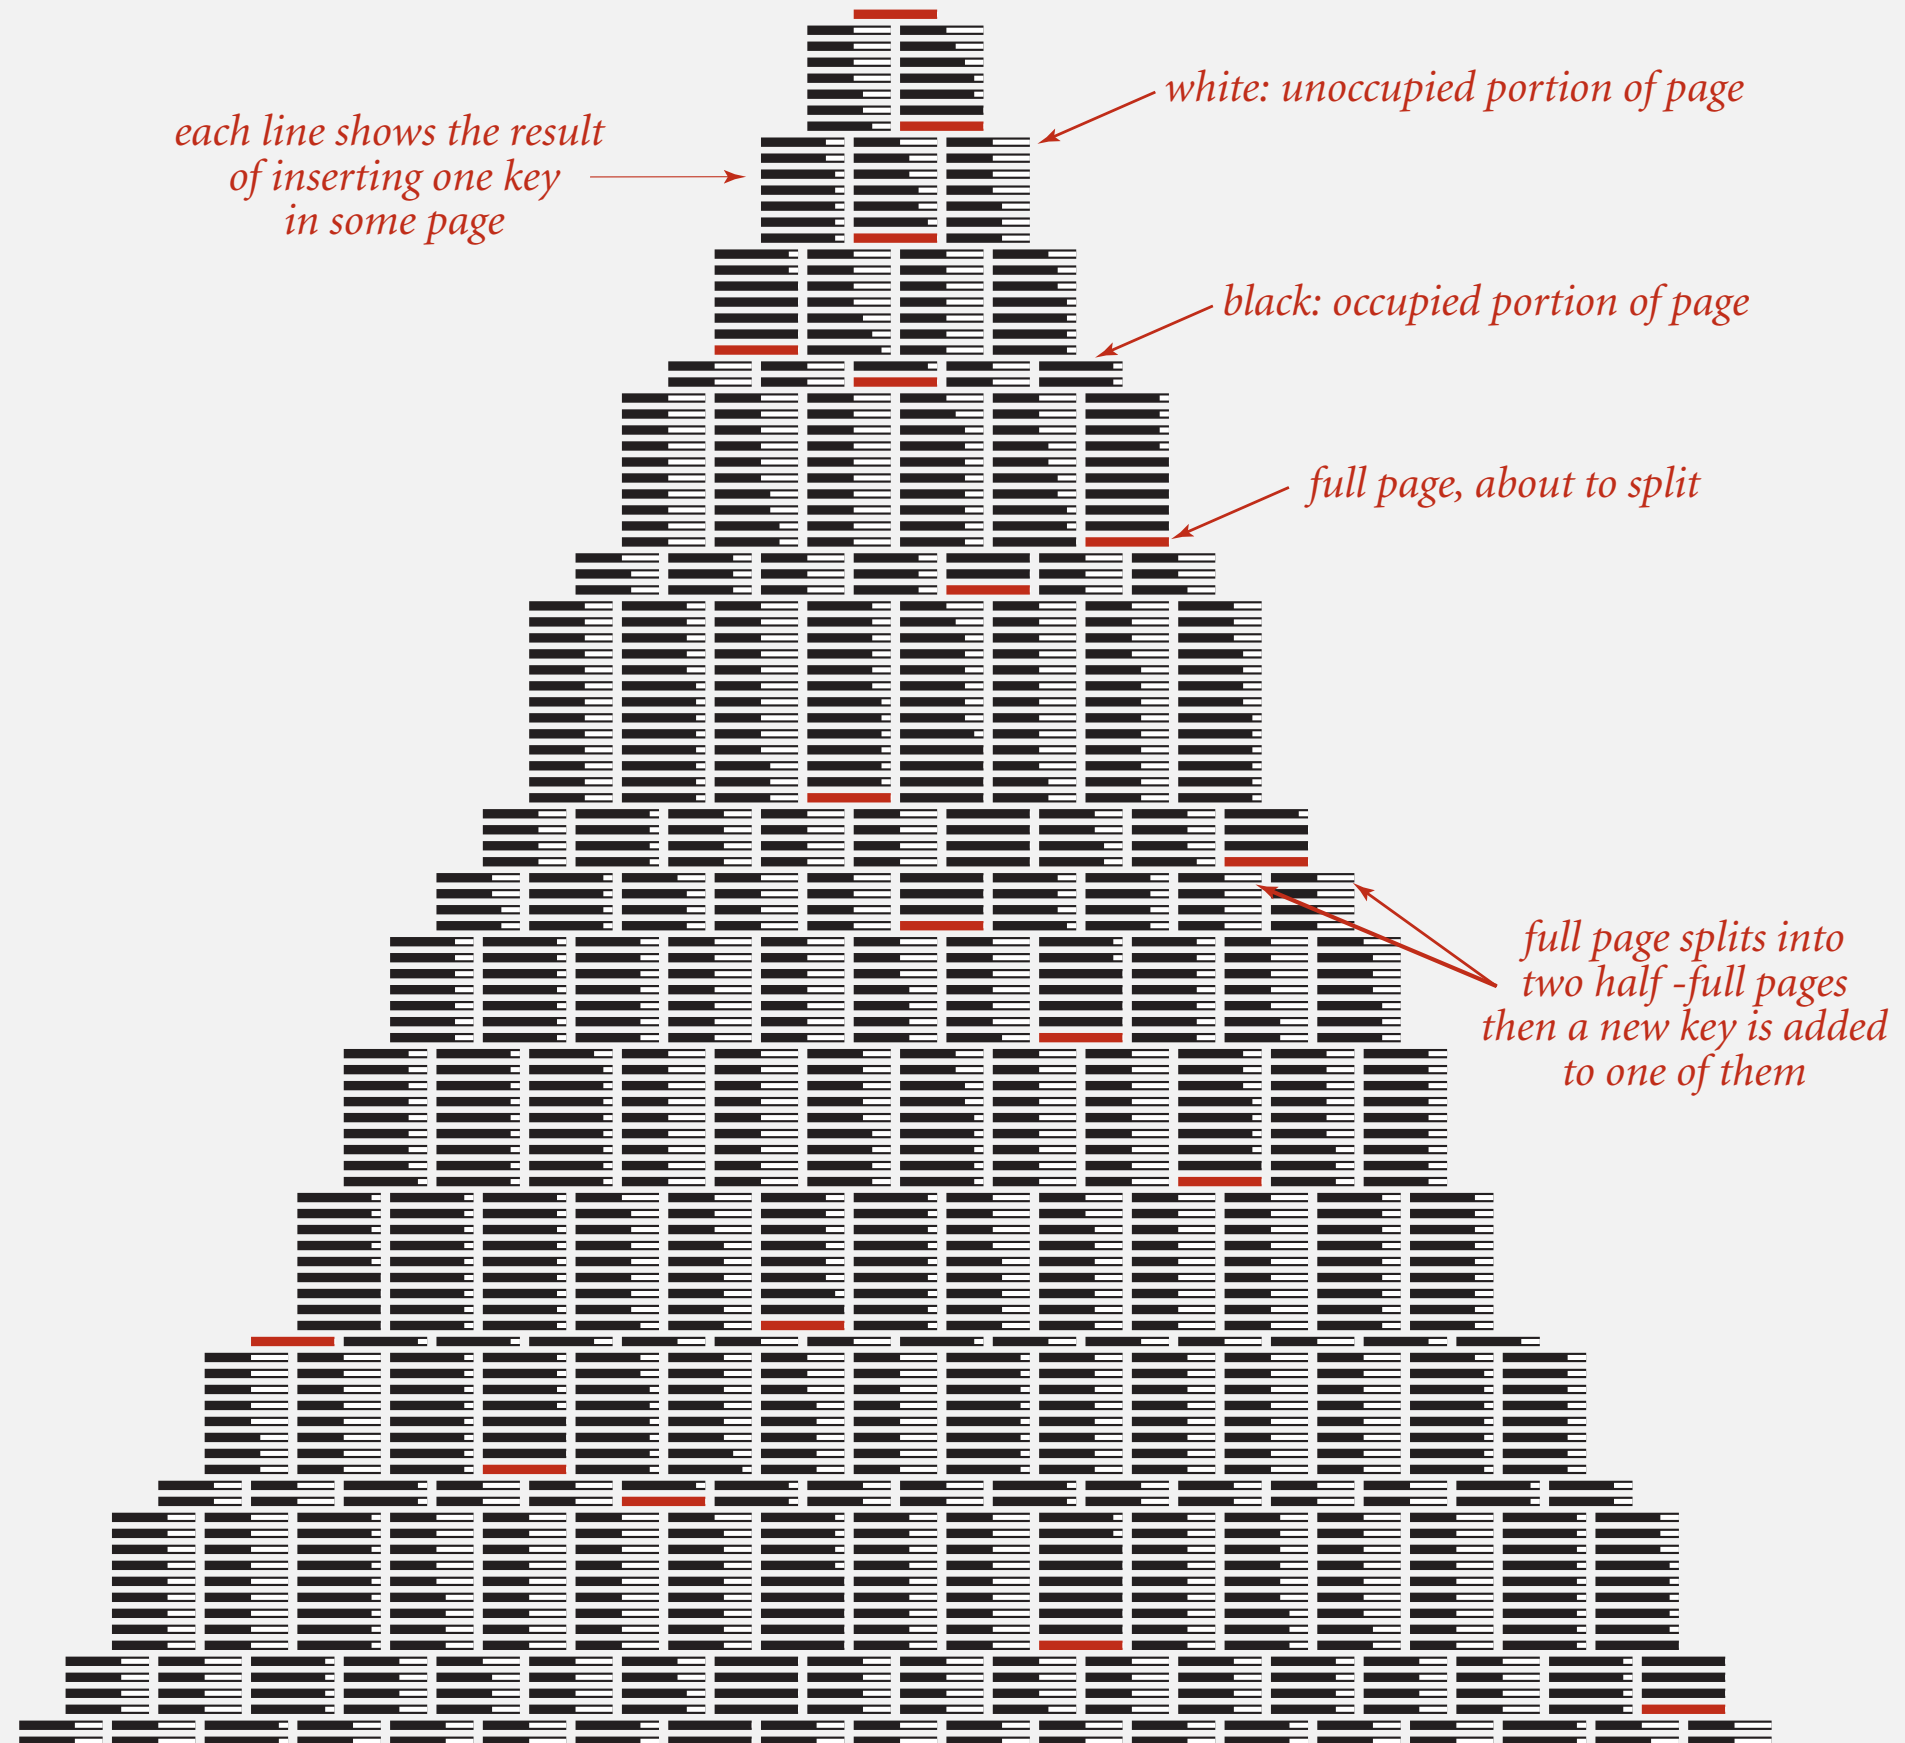 white: unoccupied portion of page
each line shows the result
of inserting one key
in some page
black: occupied portion of page
full page, about to split
full page splits into
two half -full pages
then a new key is added
to one of them